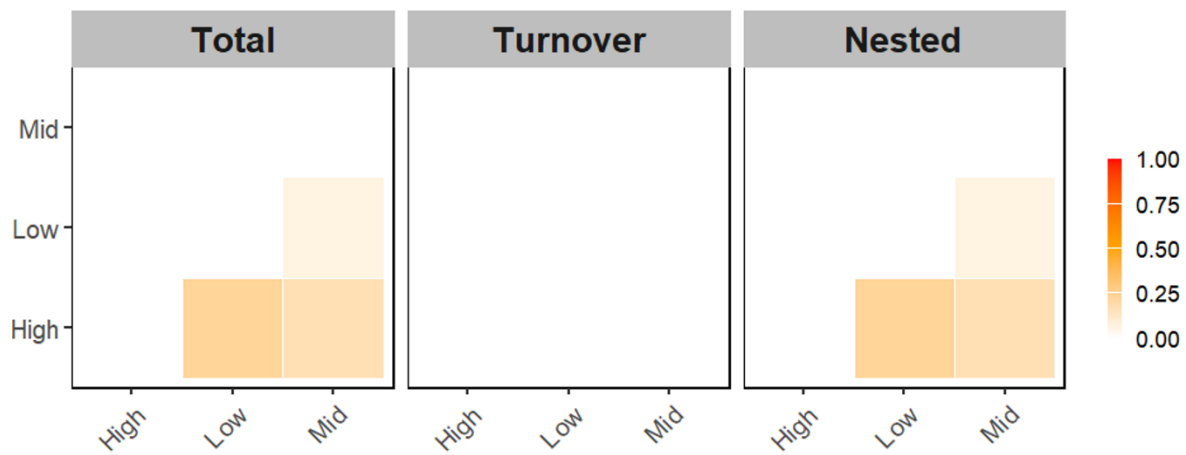 Total Turnover Nested
Mid
Low
High
1.00
0.75
0.50
0.25
0.00
High Low Mid High Low Mid High Low Mid